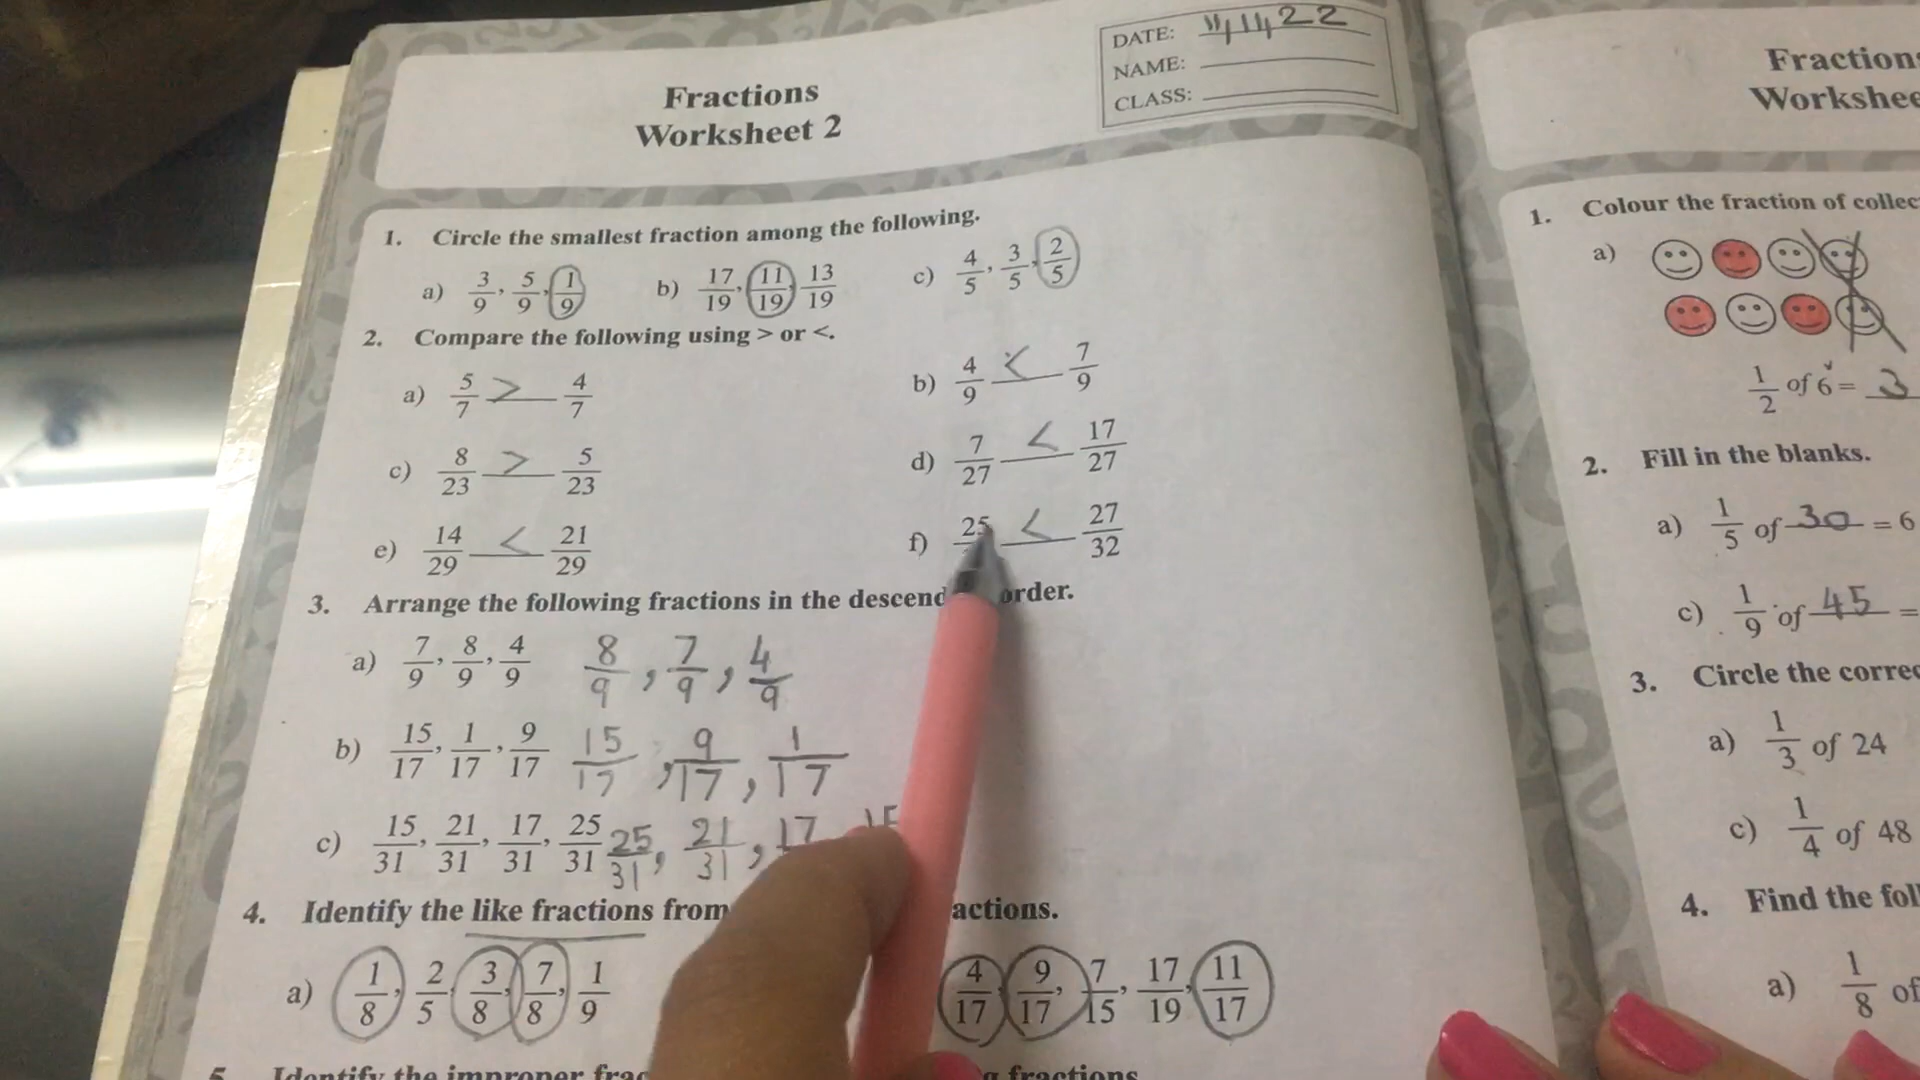 Fractions
Worksheet 2
DATE: 11/11/22
NAME:
CLASS:
1. Circle the smallest fraction among the following.
a) 3/9, 5/9, 1/9 b) 17/19, 11/19, 13/19 c) 4/5, 3/5, 2/5
2. Compare the following using > or <.
a) 5/7 > 4/7 b) 4/9 < 7/9
c) 8/23 > 5/23 d) 7/27 < 17/27
e) 14/29 < 21/29 f) 25 < 27/32
3. Arrange the following fractions in the order.
a) 7/9, 8/9, 4/9 8/9, 7/9, 4/9
b) 15/17, 1/17, 9/17 15/17, 9/17, 1/17
c) 15/31, 21/31, 17/31, 25/31 25/31, 21/31, 17
4. Identify the like fractions from
a) 1/8, 2/5, 3/8, 7/8, 1/9 4/17, 9/17, 7/15, 17/19, 11/17
Identify the improper fractions
Fractions
1. Colour the fraction of
a)
1/2 of 6 = 3
2. Fill in the blanks.
a) 1/5 of 30 = 6
c) 1/9 of 45 =
3. Circle the
a) 1/3 of 24
c) 1/4 of 48
4. Find the
a) 1/8 of